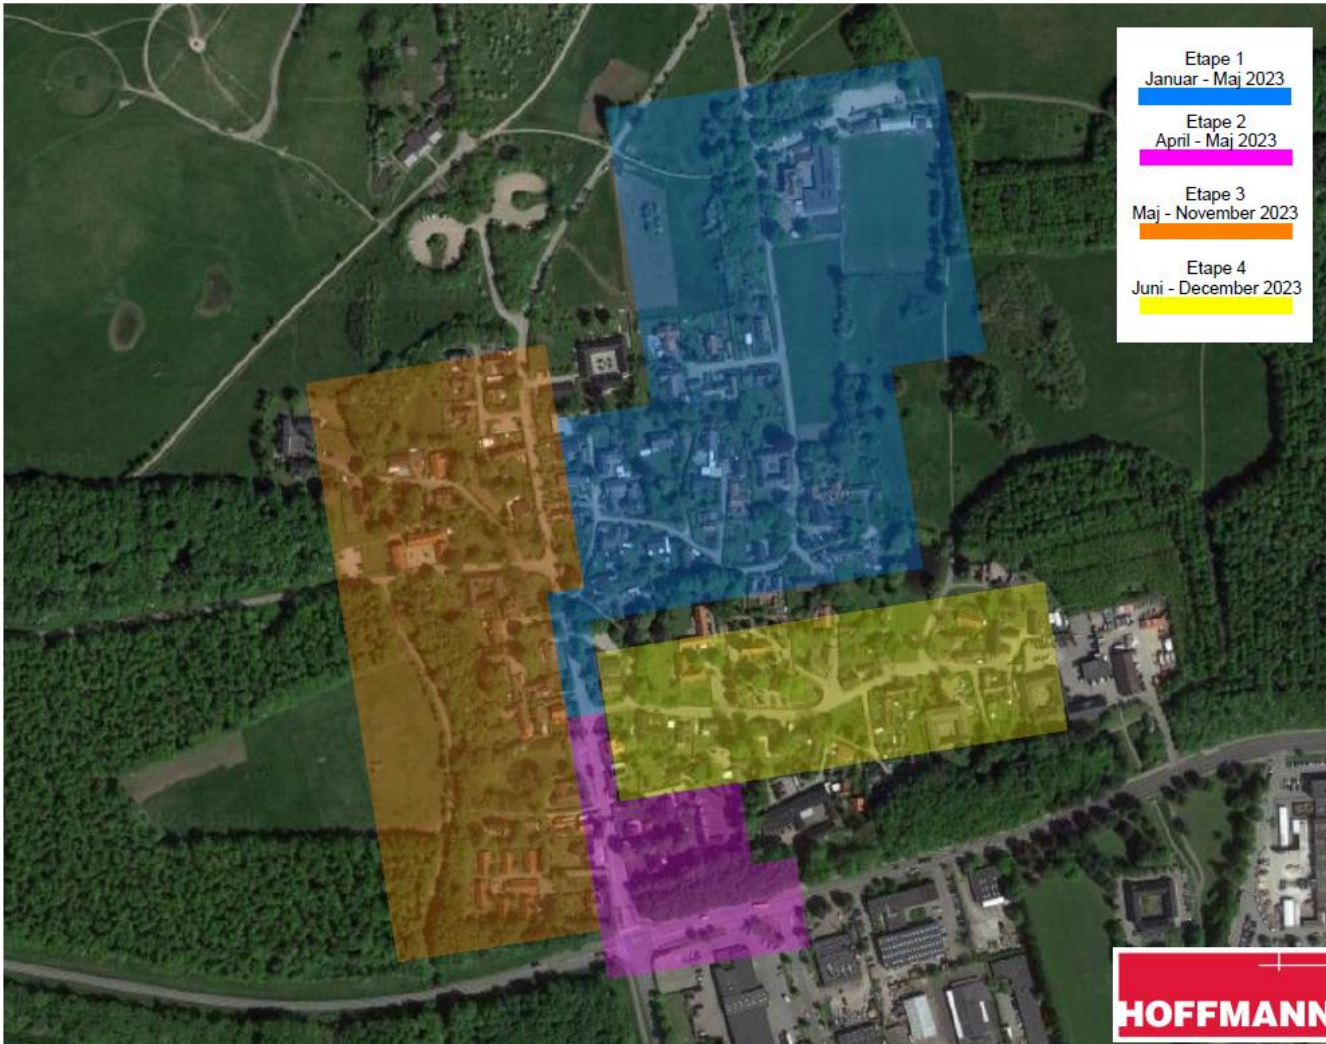 Etape 1
Januar - Maj 2023
Etape 2
April - Maj 2023
Etape 3
Maj - November 2023
Etape 4
Juni - December 2023
HOFFMANN